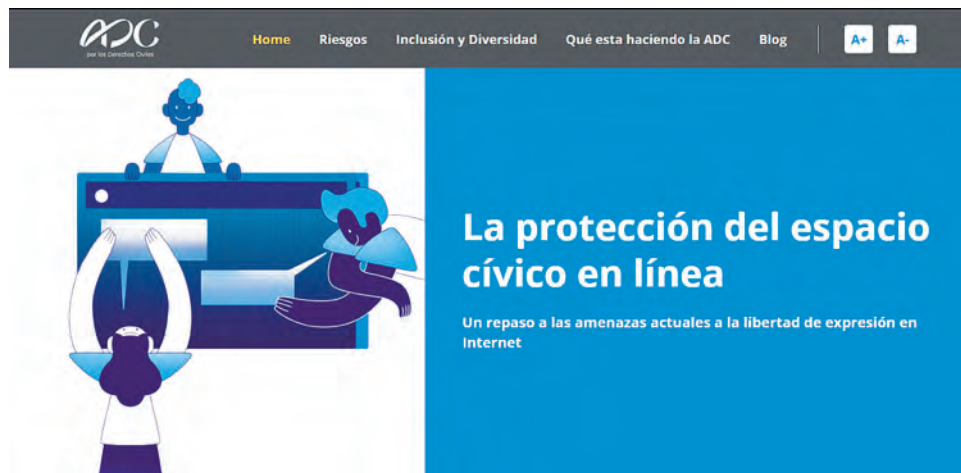 ADC
por los Derechos Civiles
Home
Riesgos
Inclusión y Diversidad
Qué esta haciendo la ADC
Blog
A+
A-
La protección del espacio
cívico en línea
Un repaso a las amenazas actuales a la libertad de expresión en
Internet